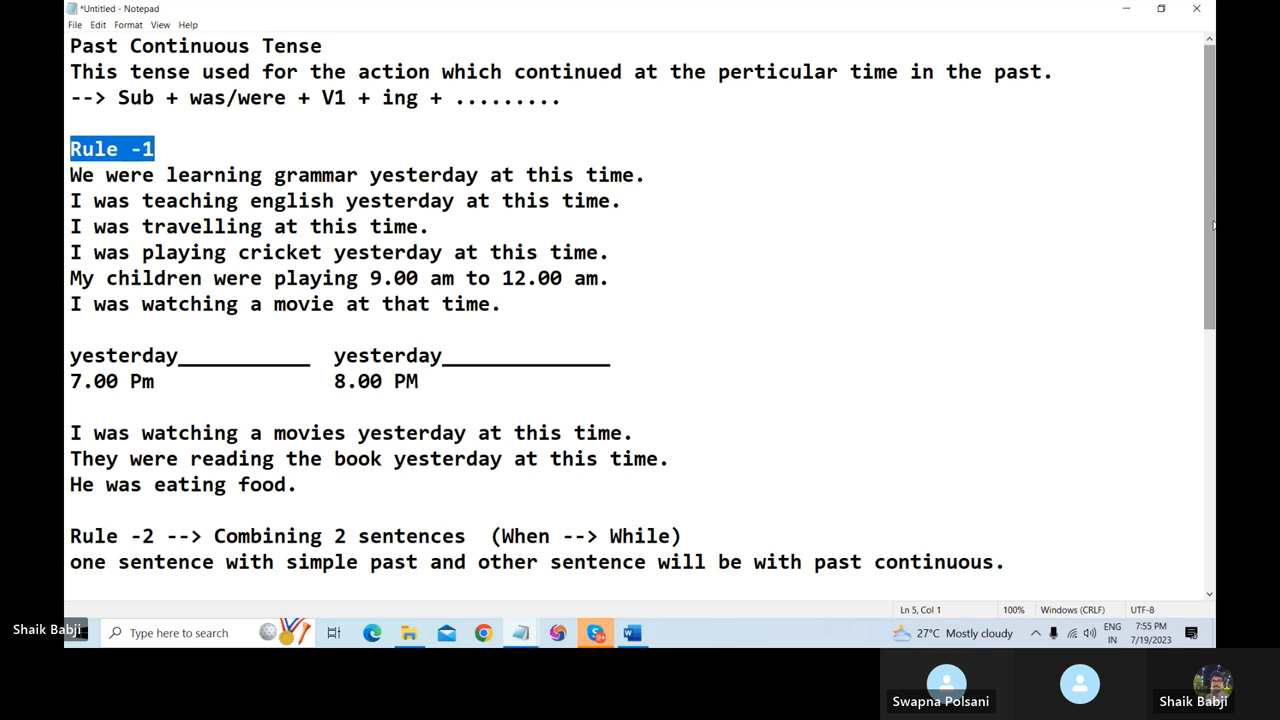 *Untitled - Notepad
File Edit Format View Help
Past Continuous Tense
This tense used for the action which continued at the perticular time in the past.
--> Sub + was/were + V1 + ing + .........
Rule -1
We were learning grammar yesterday at this time.
I was teaching english yesterday at this time.
I was travelling at this time.
I was playing cricket yesterday at this time.
My children were playing 9.00 am to 12.00 am.
I was watching a movie at that time.
yesterday___________ yesterday______________
7.00 Pm 8.00 PM
I was watching a movies yesterday at this time.
They were reading the book yesterday at this time.
He was eating food.
Rule -2 --> Combining 2 sentences (When --> While)
one sentence with simple past and other sentence will be with past continuous.
Ln 5, Col 1 100% Windows (CRLF) UTF-8
Shaik Babji
Type here to search
27°C Mostly cloudy
ENG
IN
7:55 PM
7/19/2023
Swapna Polsani
Shaik Babji